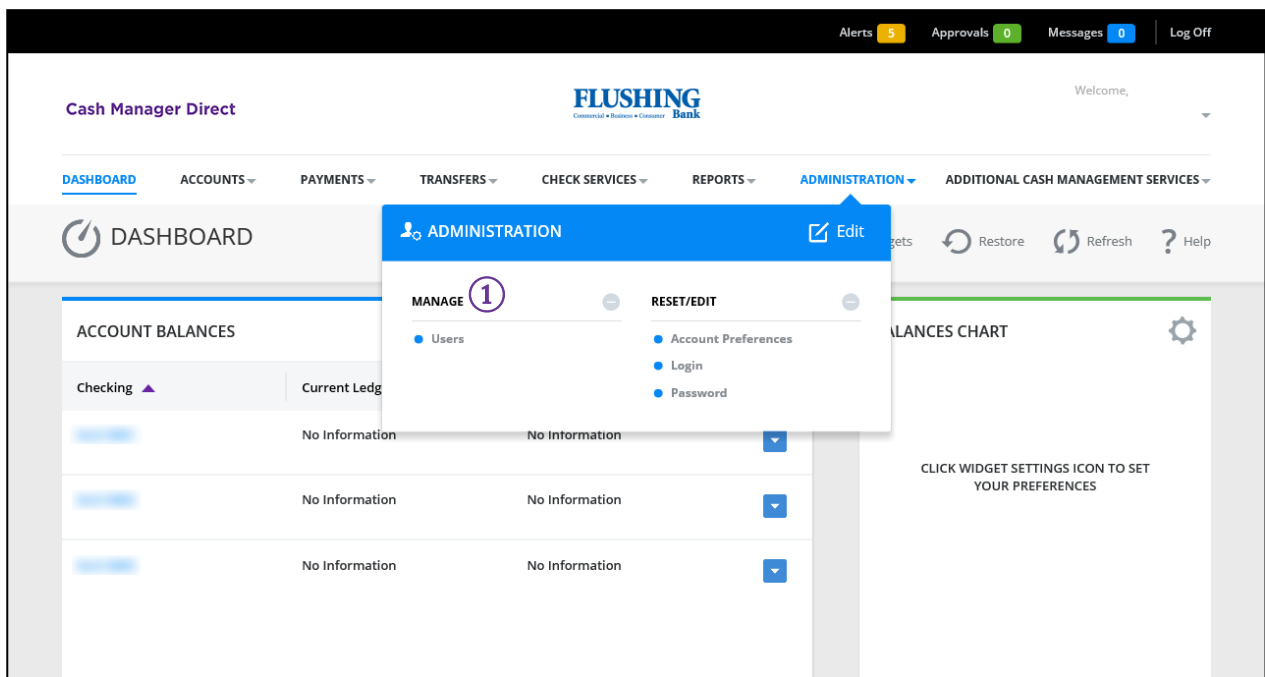 Alerts 5 Approvals 0 Messages 0 Log Off
Cash Manager Direct
FLUSHING
Commercial • Business • Consumer Bank
Welcome,
DASHBOARD ACCOUNTS PAYMENTS TRANSFERS CHECK SERVICES REPORTS ADMINISTRATION ADDITIONAL CASH MANAGEMENT SERVICES
DASHBOARD
ADMINISTRATION Edit
gets Restore Refresh ? Help
MANAGE 1 RESET/EDIT
Users Account Preferences
Login
Password
ACCOUNT BALANCES
ALANCES CHART
Checking Current Ledg
No Information No Information
No Information No Information
No Information No Information
CLICK WIDGET SETTINGS ICON TO SET
YOUR PREFERENCES